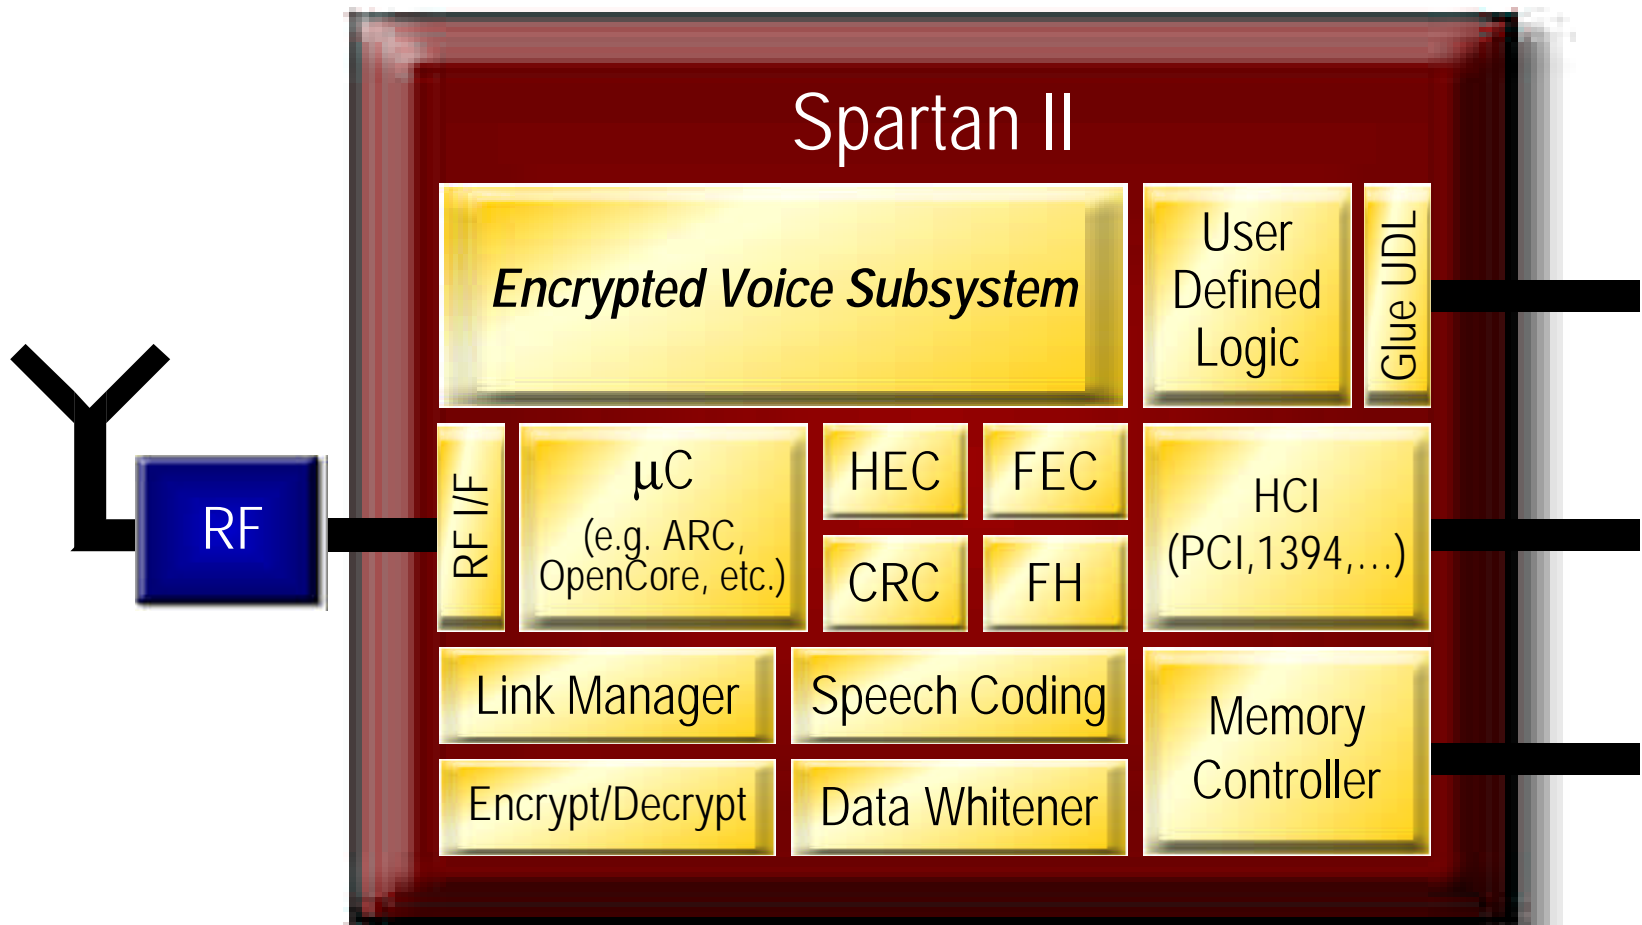 Spartan II
Encrypted Voice Subsystem
User
Defined
Logic
Glue UDL
RF
RF I/F
µC
(e.g. ARC,
OpenCore, etc.)
HEC
FEC
CRC
FH
HCI
(PCI,1394,...)
Link Manager
Speech Coding
Memory
Controller
Encrypt/Decrypt
Data Whitener